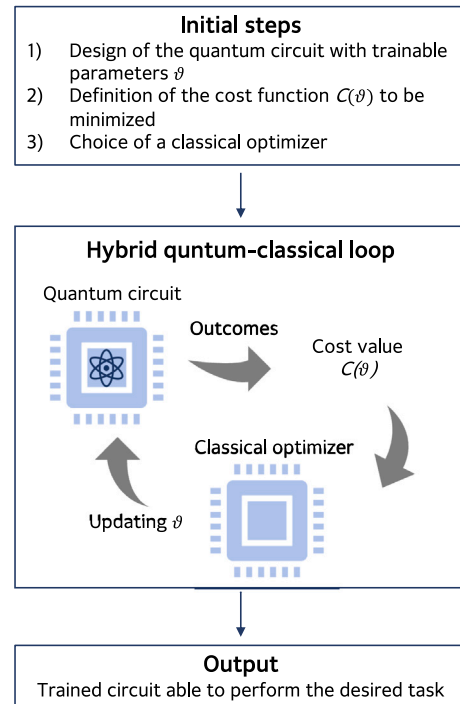 Initial steps
1) Design of the quantum circuit with trainable
parameters ϑ
2) Definition of the cost function C(ϑ) to be
minimized
3) Choice of a classical optimizer
Hybrid quntum-classical loop
Quantum circuit
Outcomes
Cost value
C(ϑ)
Classical optimizer
Updating ϑ
Output
Trained circuit able to perform the desired task